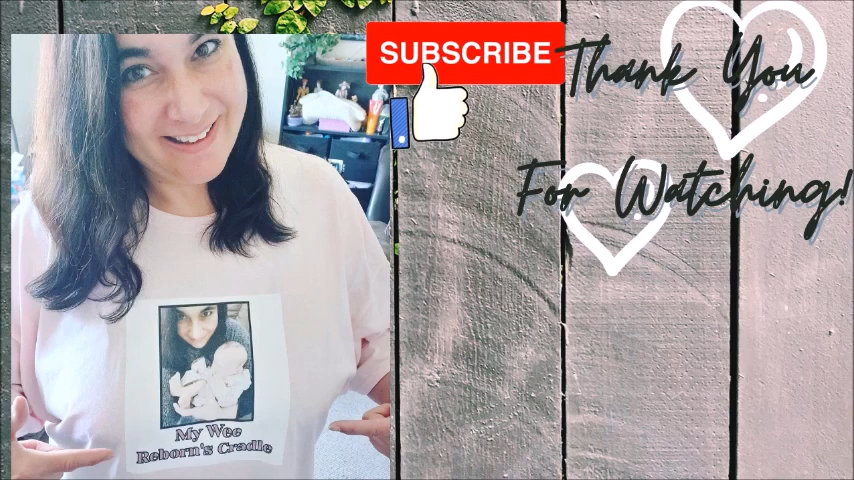 SUBSCRIBE
Thank You
For Watching!
My Wee
Reborn's Cradle